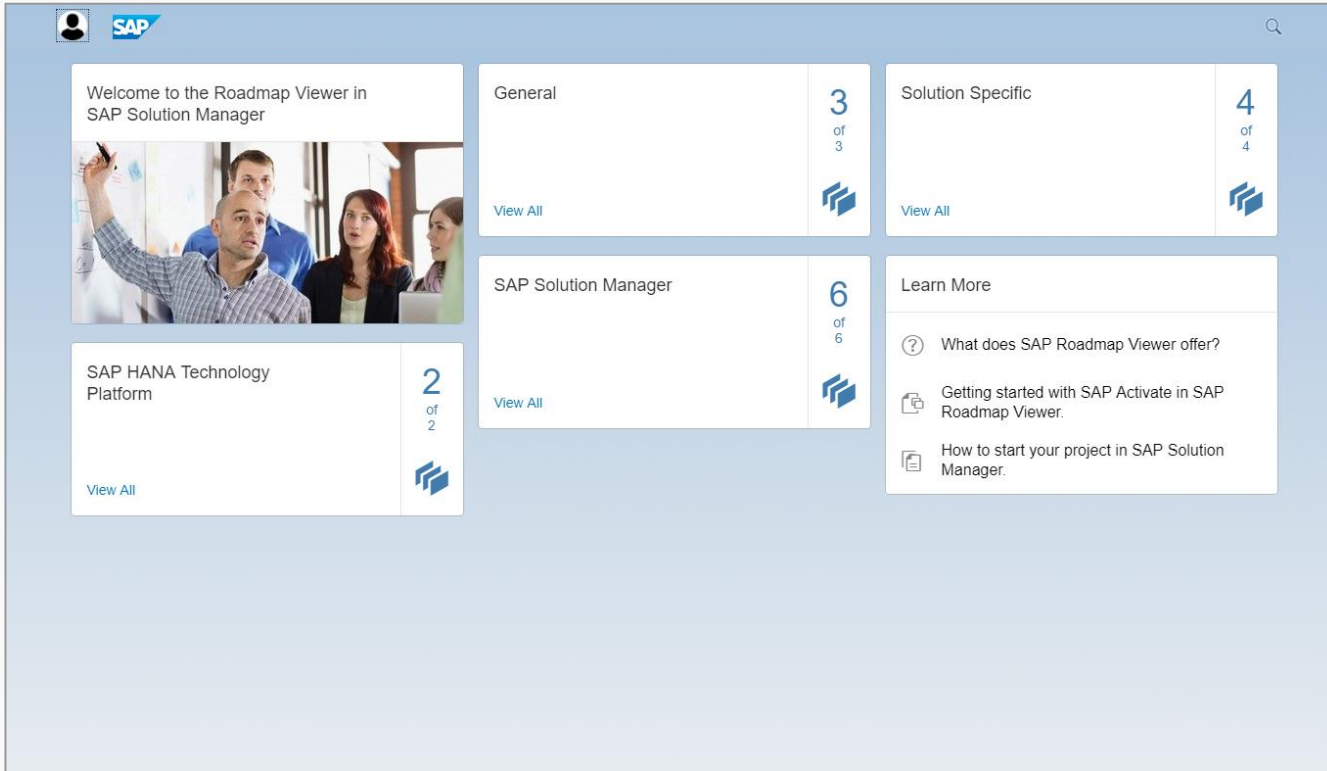 SAP
Welcome to the Roadmap Viewer in
SAP Solution Manager
General
3
of
3
View All
Solution Specific
4
of
4
View All
SAP HANA Technology
Platform
2
of
2
View All
SAP Solution Manager
6
of
6
View All
Learn More
What does SAP Roadmap Viewer offer?
Getting started with SAP Activate in SAP
Roadmap Viewer.
How to start your project in SAP Solution
Manager.